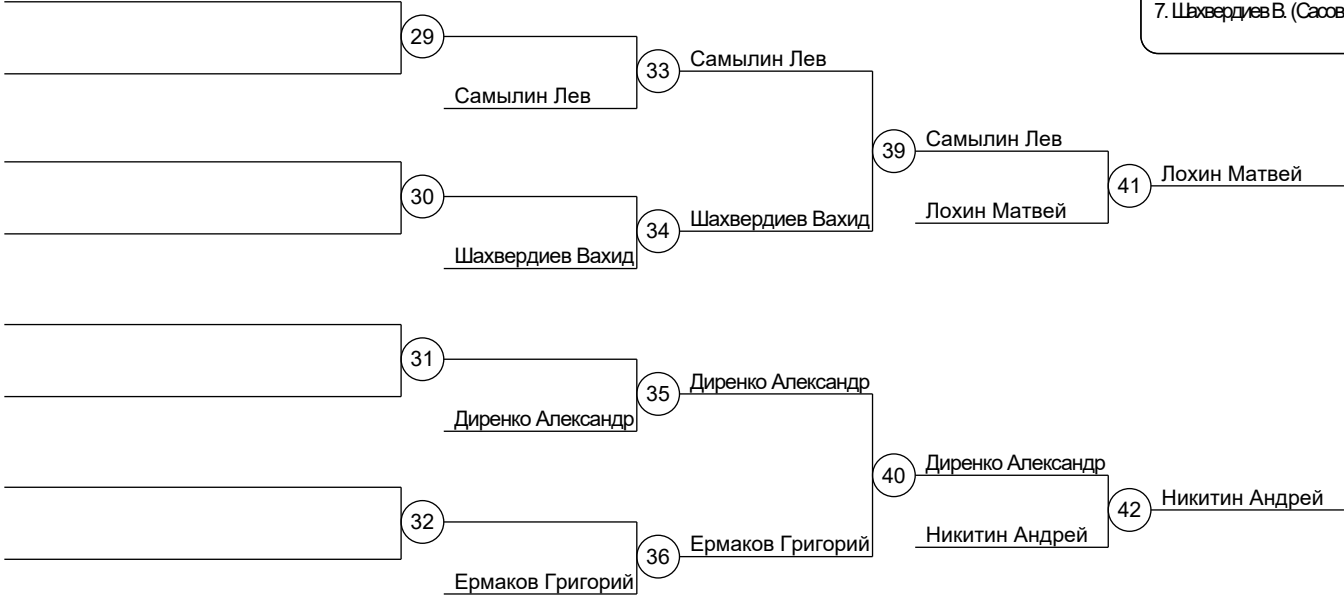 7. Шахвердиев В. (Сасов
29
33
Самылин Лев
Самылин Лев
39
Самылин Лев
30
34
Шахвердиев Вахид
Шахвердиев Вахид
Лохин Матвей
41
Лохин Матвей
31
35
Диренко Александр
Диренко Александр
40
Диренко Александр
32
36
Ермаков Григорий
Ермаков Григорий
Никитин Андрей
42
Никитин Андрей